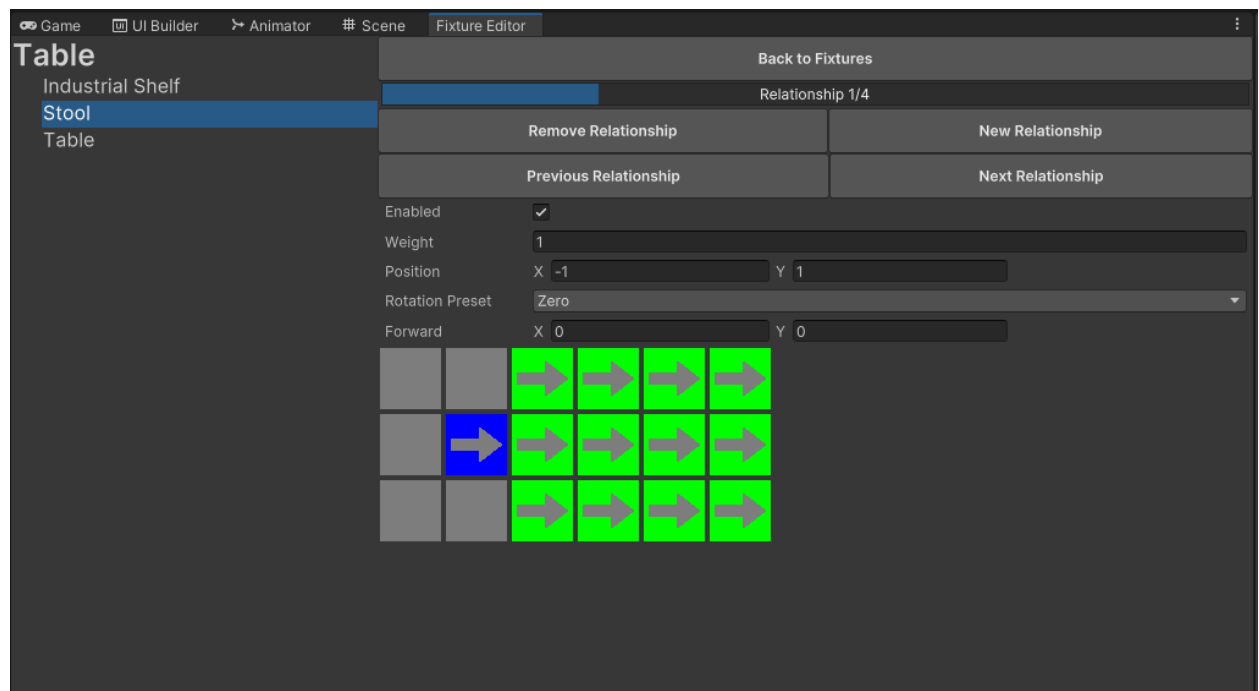 Game UI Builder Animator Scene Fixture Editor
Table
Industrial Shelf
Stool
Table
Back to Fixtures
Relationship 1/4
Remove Relationship New Relationship
Previous Relationship Next Relationship
Enabled
Weight 1
Position X -1 Y 1
Rotation Preset Zero
Forward X 0 Y 0